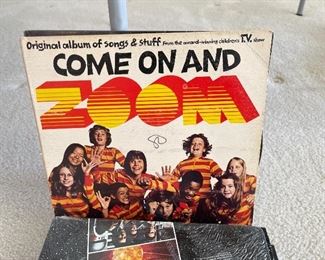 Original album of songs & stuff from the award-winning children's T.V. show
COME ON AND
ZOOM